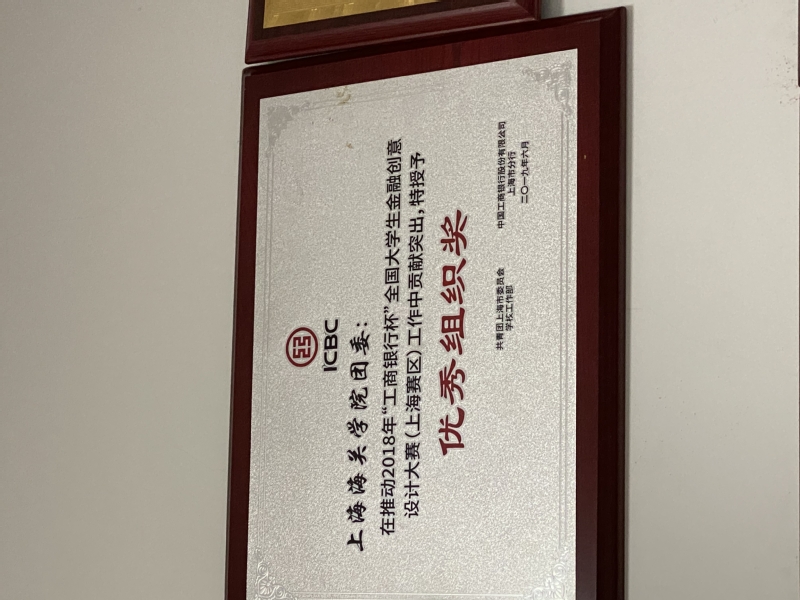 ICBC
上海海关学院团委：
在推动2018年“工商银行杯”全国大学生金融创意
设计大赛（上海赛区）工作中贡献突出，特授予
优秀组织奖
共青团上海市委员会
学校工作部
中国工商银行股份有限公司
上海市分行
二〇一九年六月